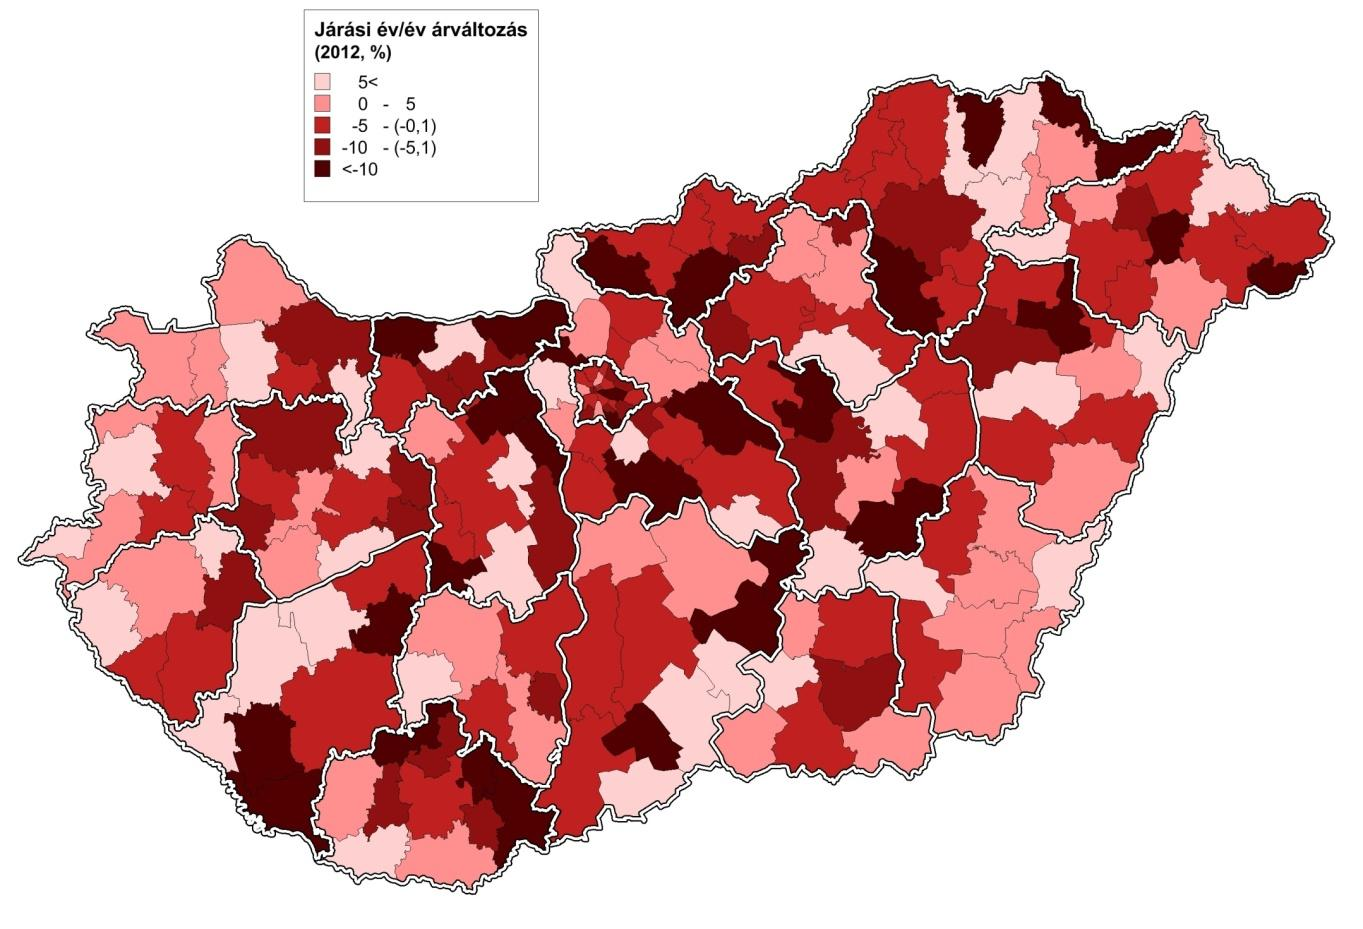 Járási év/év árváltozás
(2012, %)
5<
0 - 5
-5 - (-0,1)
-10 - (-5,1)
<-10